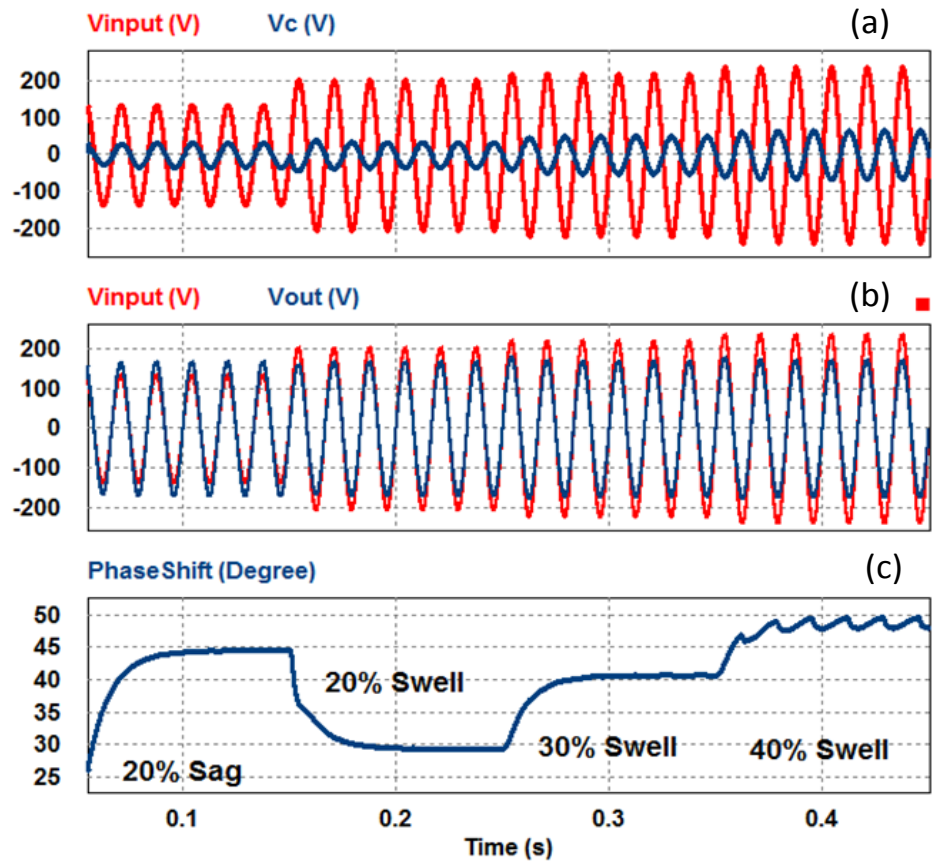 Vinput (V) Vc (V) (a)
200
100
0
-100
-200
Vinput (V) Vout (V) (b)
200
100
0
-100
-200
PhaseShift (Degree) (c)
50
45
40
35
30
25
20% Sag
20% Swell
30% Swell
40% Swell
0.1 0.2 0.3 0.4
Time (s)